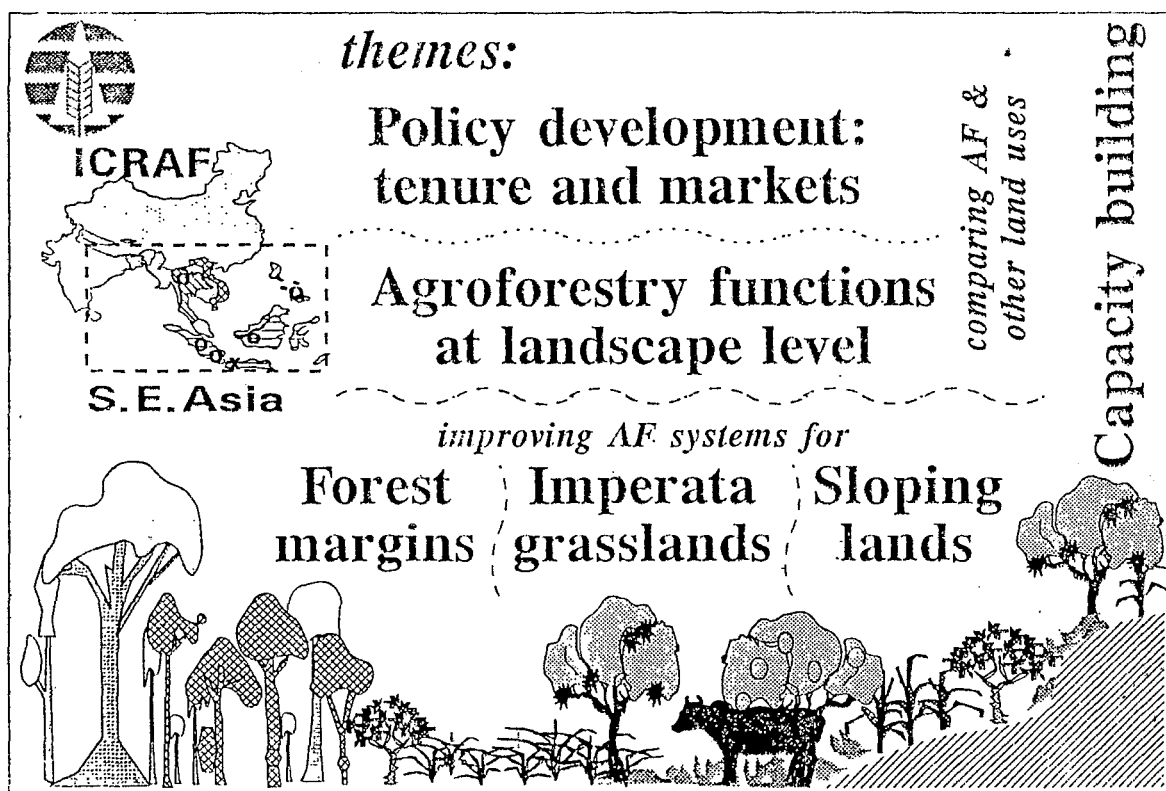 themes:
ICRAF
S.E.Asia
Policy development:
tenure and markets
Agroforestry functions
at landscape level
comparing AF &
other land uses
Capacity building
improving AF systems for
Forest
margins
Imperata
grasslands
Sloping
lands